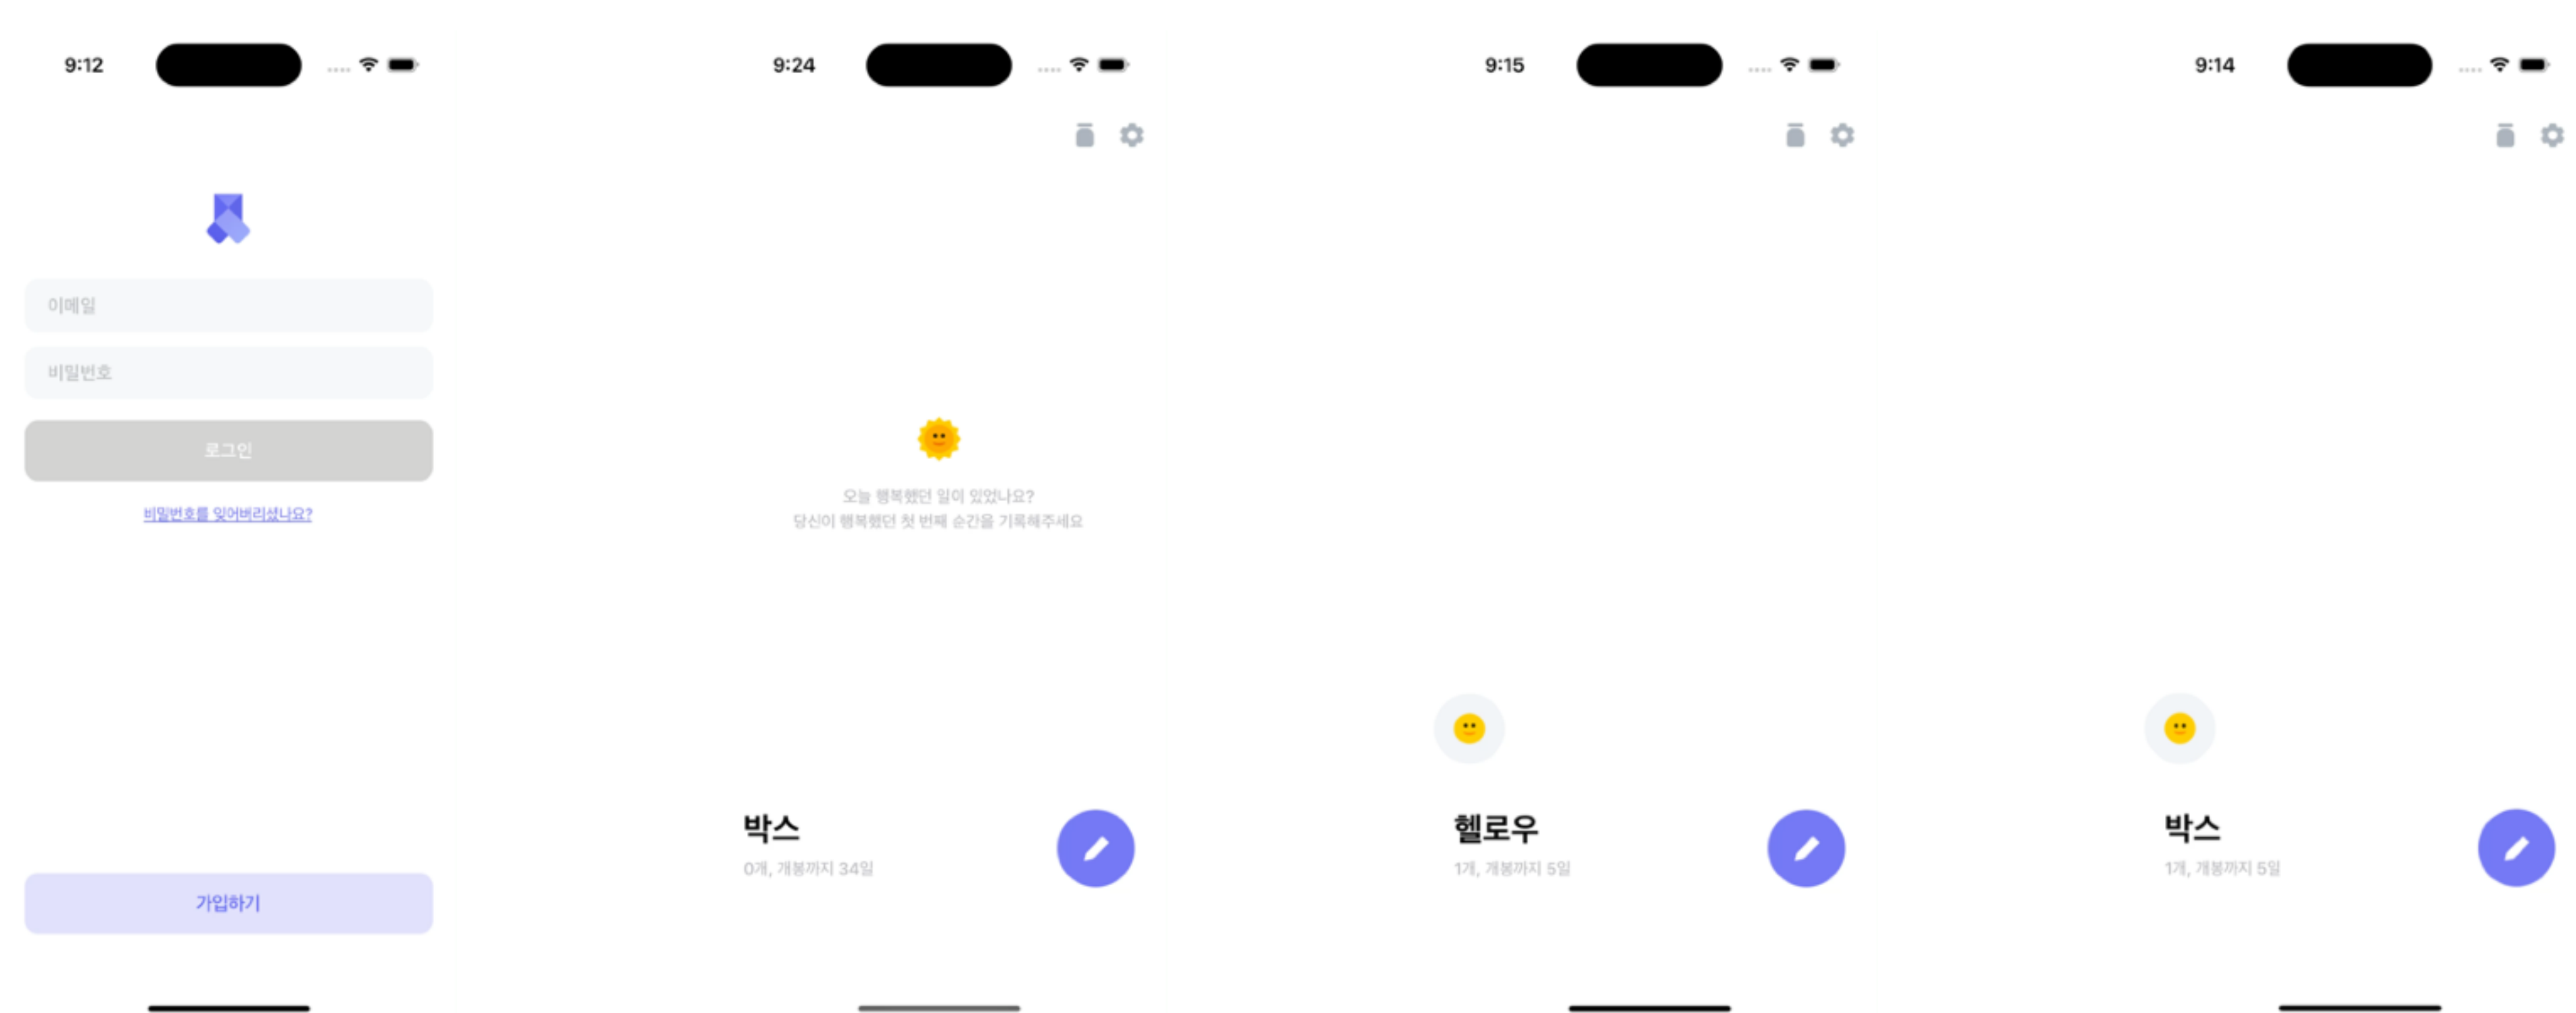 9:12
이메일
비밀번호
로그인
비밀번호를 잊어버리셨나요?
가입하기
9:24
오늘 행복했던 일이 있었나요?
당신이 행복했던 첫 번째 순간을 기록해주세요
박스
0개, 개봉까지 34일
9:15
헬로우
1개, 개봉까지 5일
9:14
박스
1개, 개봉까지 5일